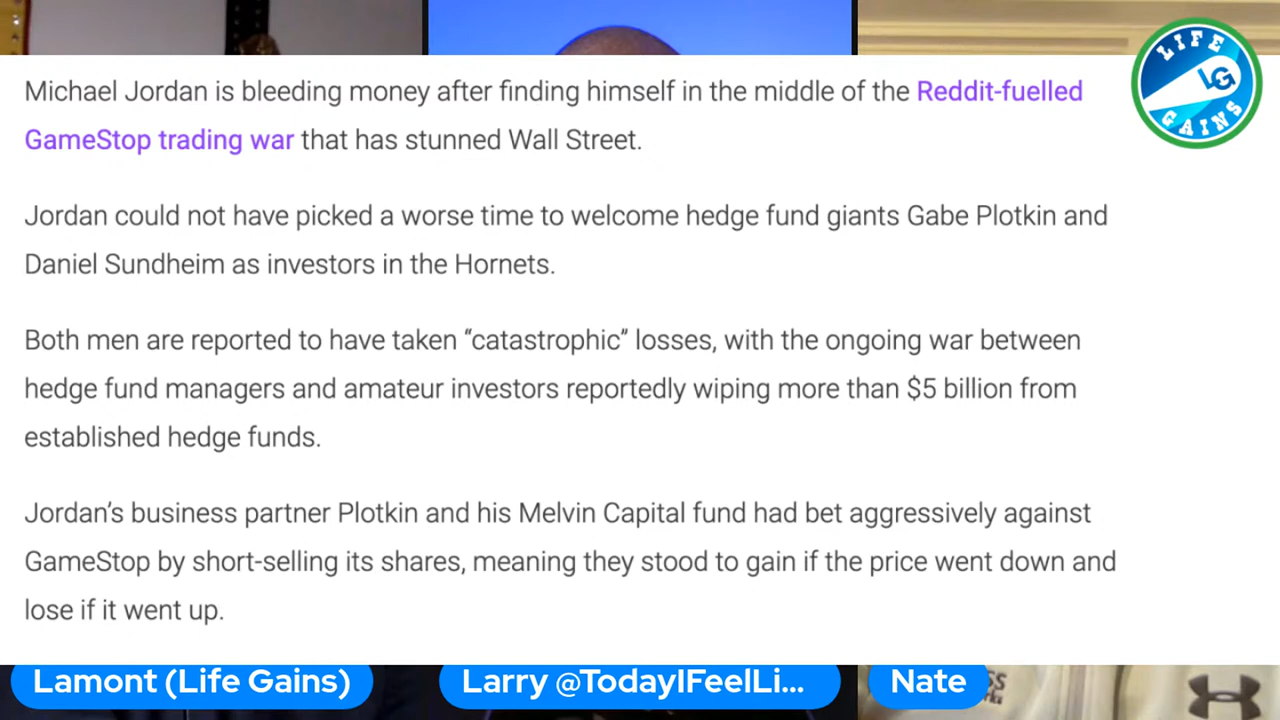 LIFE
LG
GAINS
Michael Jordan is bleeding money after finding himself in the middle of the Reddit-fuelled
GameStop trading war that has stunned Wall Street.
Jordan could not have picked a worse time to welcome hedge fund giants Gabe Plotkin and
Daniel Sundheim as investors in the Hornets.
Both men are reported to have taken “catastrophic” losses, with the ongoing war between
hedge fund managers and amateur investors reportedly wiping more than $5 billion from
established hedge funds.
Jordan’s business partner Plotkin and his Melvin Capital fund had bet aggressively against
GameStop by short-selling its shares, meaning they stood to gain if the price went down and
lose if it went up.
Lamont (Life Gains)
Larry @TodayIFeelLi...
Nate